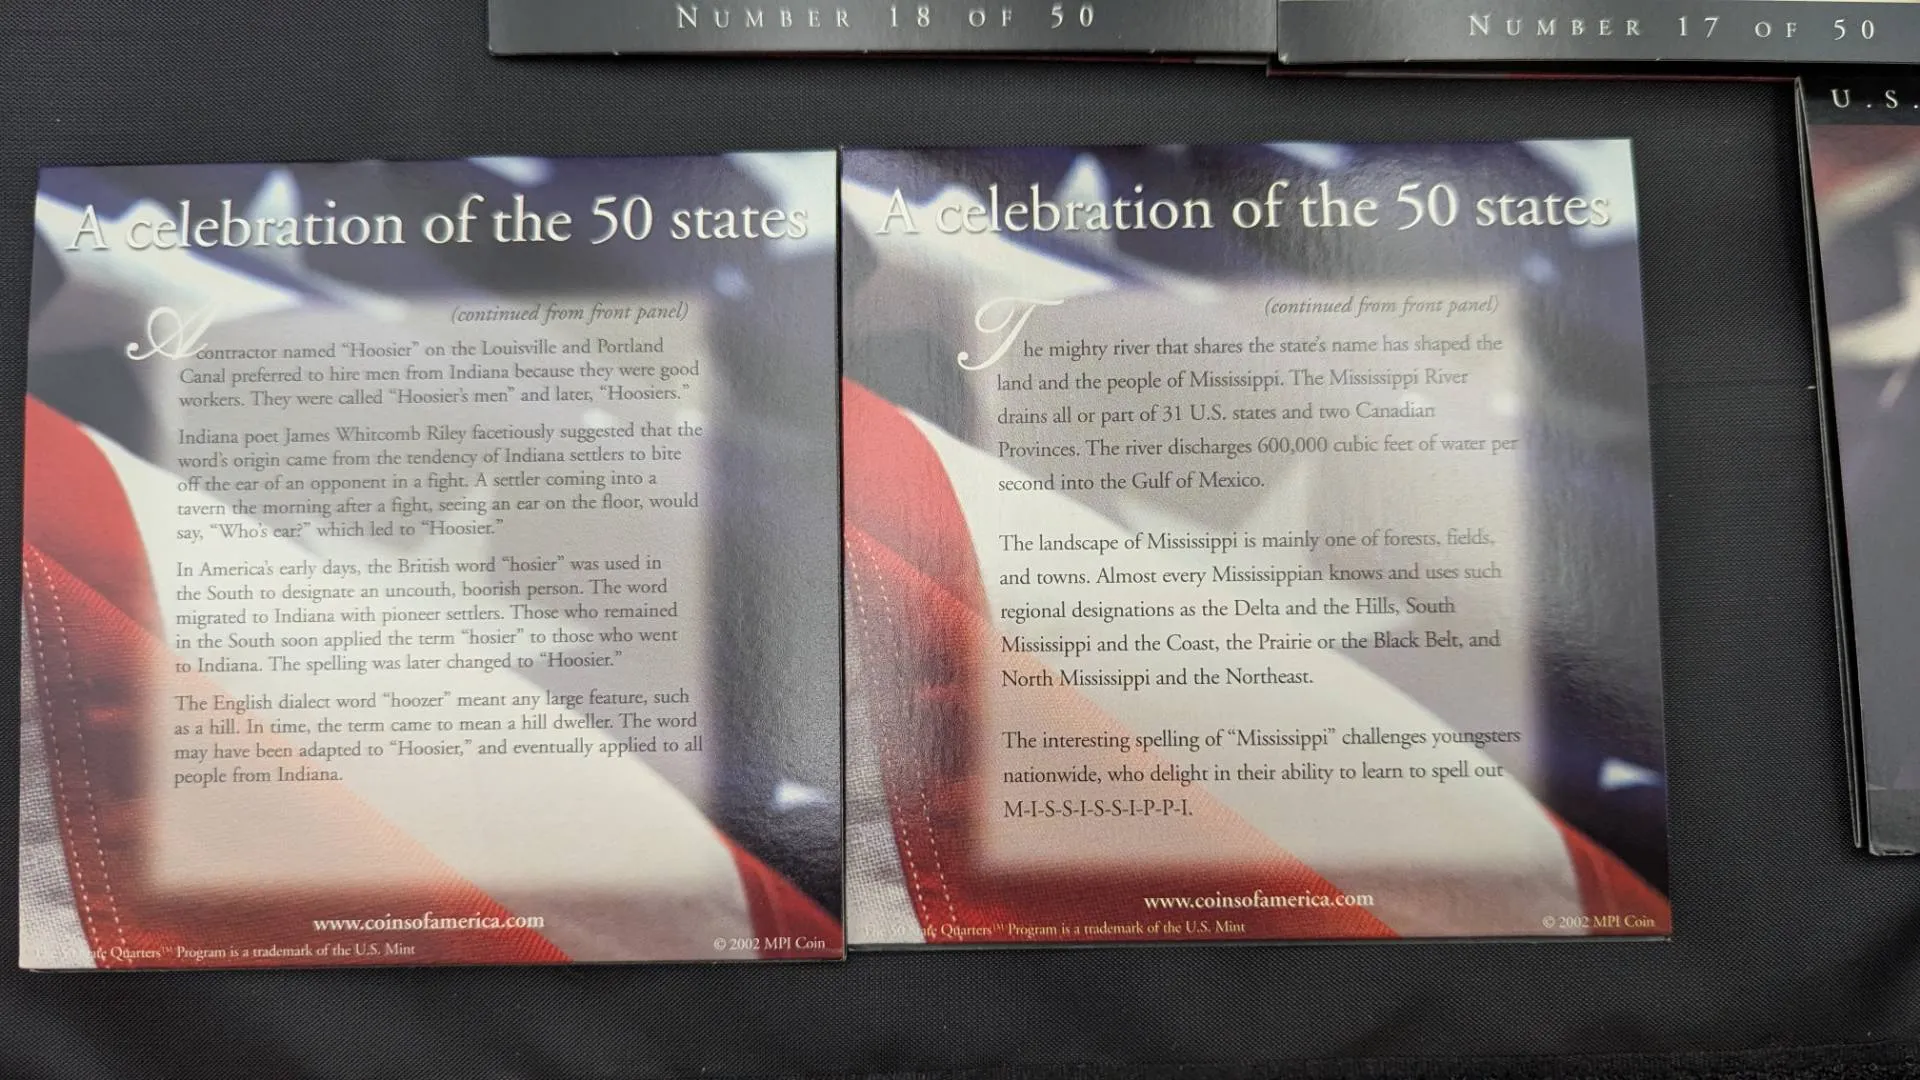 NUMBER 18 OF 50
NUMBER 17 OF 50
U.S.
A celebration of the 50 states
(continued from front panel)
A contractor named “Hoosier” on the Louisville and Portland
Canal preferred to hire men from Indiana because they were good
workers. They were called “Hoosier's men” and later, “Hoosiers.”
Indiana poet James Whitcomb Riley facetiously suggested that the
word's origin came from the tendency of Indiana settlers to bite
off the ear of an opponent in a fight. A settler coming into a
tavern the morning after a fight, seeing an ear on the floor, would
say, “Who's ear?” which led to “Hoosier.”
In America's early days, the British word “hosier” was used in
the South to designate an uncouth, boorish person. The word
migrated to Indiana with pioneer settlers. Those who remained
in the South soon applied the term “hosier” to those who went
to Indiana. The spelling was later changed to “Hoosier.”
The English dialect word “hoozer” meant any large feature, such
as a hill. In time, the term came to mean a hill dweller. The word
may have been adapted to “Hoosier,” and eventually applied to all
people from Indiana.
www.coinsofamerica.com
The 50 State Quarters™ Program is a trademark of the U.S. Mint
© 2002 MPI Coin
A celebration of the 50 states
(continued from front panel)
The mighty river that shares the state's name has shaped the
land and the people of Mississippi. The Mississippi River
drains all or part of 31 U.S. states and two Canadian
Provinces. The river discharges 600,000 cubic feet of water per
second into the Gulf of Mexico.
The landscape of Mississippi is mainly one of forests, fields,
and towns. Almost every Mississippian knows and uses such
regional designations as the Delta and the Hills, South
Mississippi and the Coast, the Prairie or the Black Belt, and
North Mississippi and the Northeast.
The interesting spelling of “Mississippi” challenges youngsters
nationwide, who delight in their ability to learn to spell out
M-I-S-S-I-S-S-I-P-P-I.
www.coinsofamerica.com
The 50 State Quarters™ Program is a trademark of the U.S. Mint
© 2002 MPI Coin